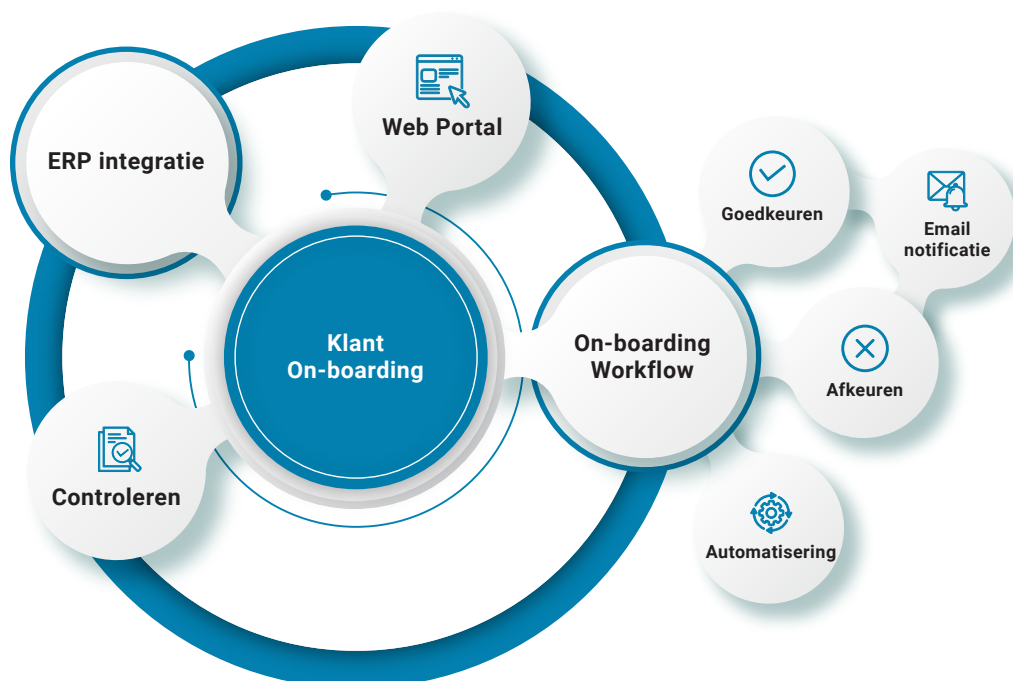 Web Portal
ERP integratie
Goedkeuren
Email
notificatie
Klant
On-boarding
On-boarding
Workflow
Afkeuren
Controleren
Automatisering